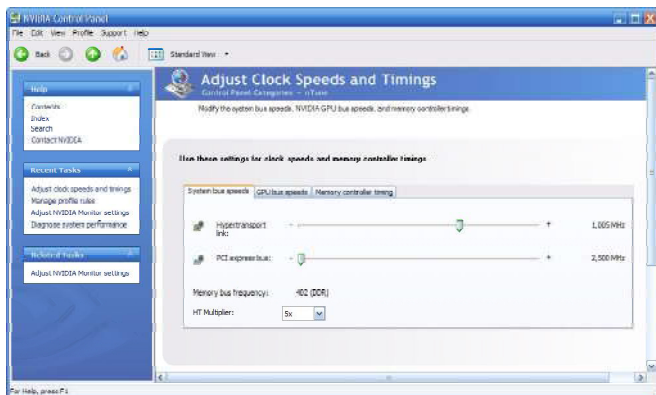 NVIDIA Control Panel
File Edit View Profile Support Help
Back
Standard View
Help
Contents
Index
Search
Contact NVIDIA
Recent Tasks
Adjust clock speeds and timings
Manage profile rules
Adjust NVIDIA Monitor settings
Diagnose system performance
Related Tasks
Adjust NVIDIA Monitor settings
Adjust Clock Speeds and Timings
Control Panel Categories - nTune
Modify the system bus speeds, NVIDIA GPU bus speeds, and memory controller timings.
Use these settings for clock speeds and memory controller timings
System bus speeds GPU bus speeds Memory controller timing
Hypertransport link: - + 1,005 MHz
PCI express bus: - + 2,500 MHz
Memory bus frequency: 402 (DDR)
HT Multiplier: 5x
For Help, press F1